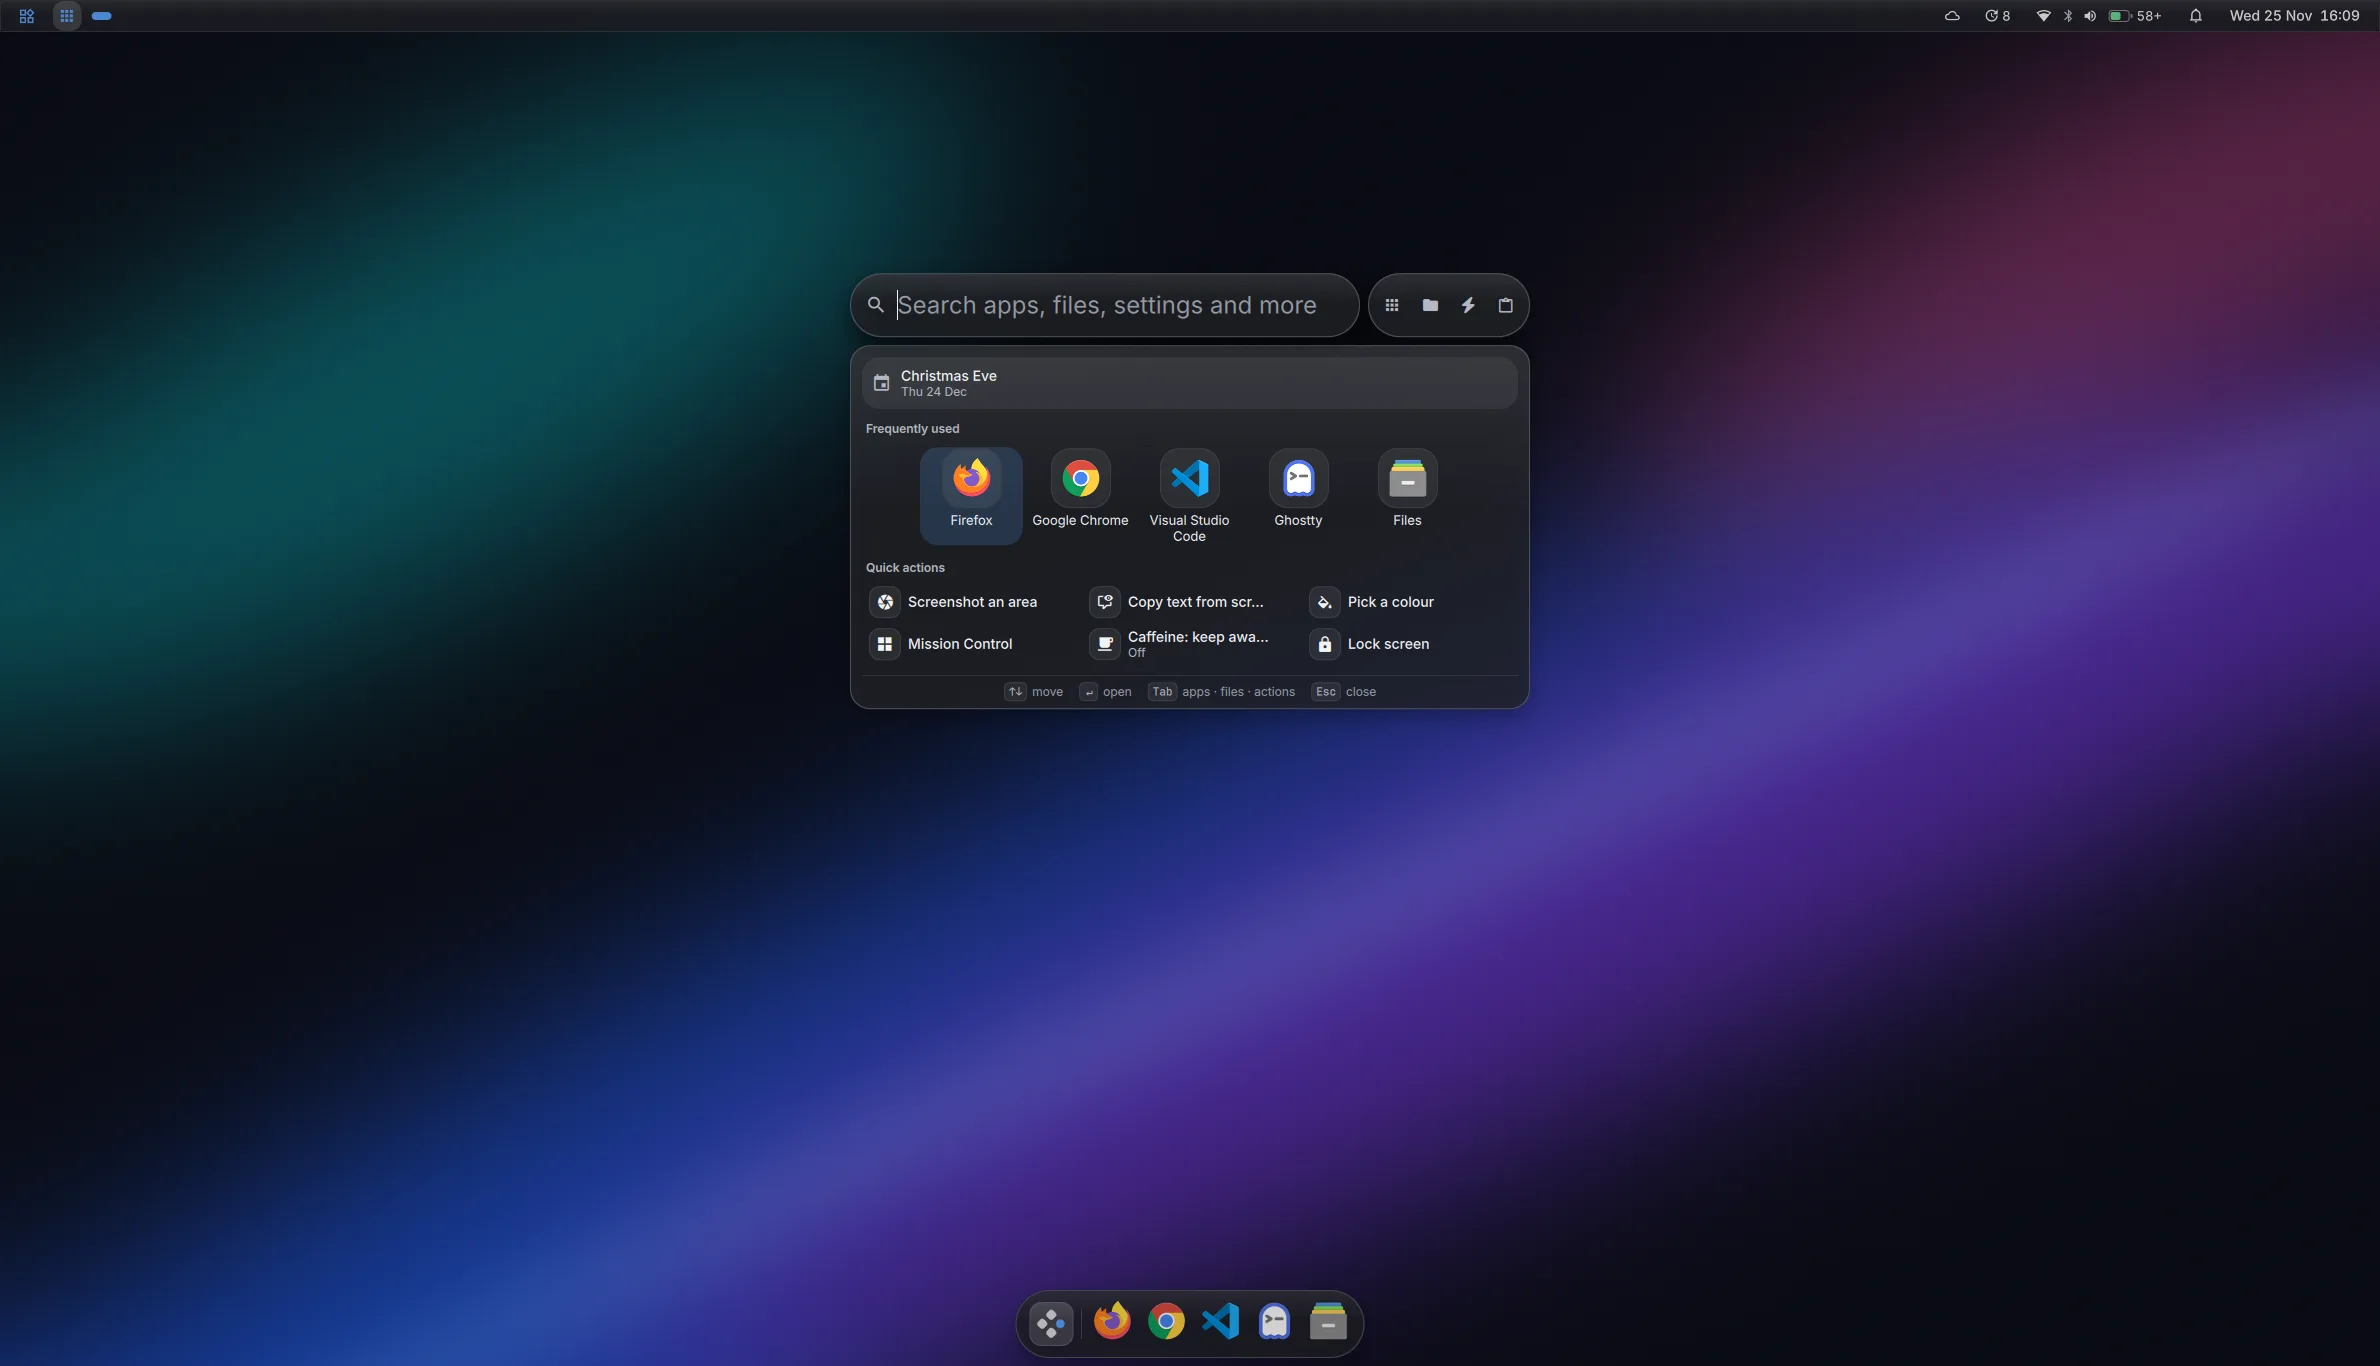 8
58+
Wed 25 Nov 16:09
Search apps, files, settings and more
Christmas Eve
Thu 24 Dec
Frequently used
Firefox
Google Chrome
Visual Studio
Code
Ghostty
Files
Quick actions
Screenshot an area
Copy text from scr...
Pick a colour
Mission Control
Caffeine: keep awa...
Off
Lock screen
↑↓ move ↵ open Tab apps · files · actions Esc close